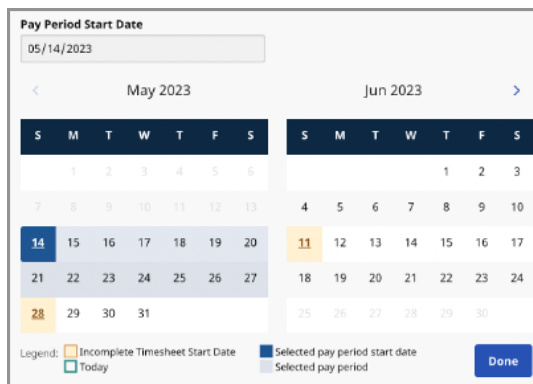 Pay Period Start Date
05/14/2023
May 2023
S M T W T F S
1 2 3 4 5 6
7 8 9 10 11 12 13
14 15 16 17 18 19 20
21 22 23 24 25 26 27
28 29 30 31
Jun 2023
S M T W T F S
1 2 3
4 5 6 7 8 9 10
11 12 13 14 15 16 17
18 19 20 21 22 23 24
25 26 27 28 29 30
Legend:
Incomplete Timesheet Start Date
Today
Selected pay period start date
Selected pay period
Done